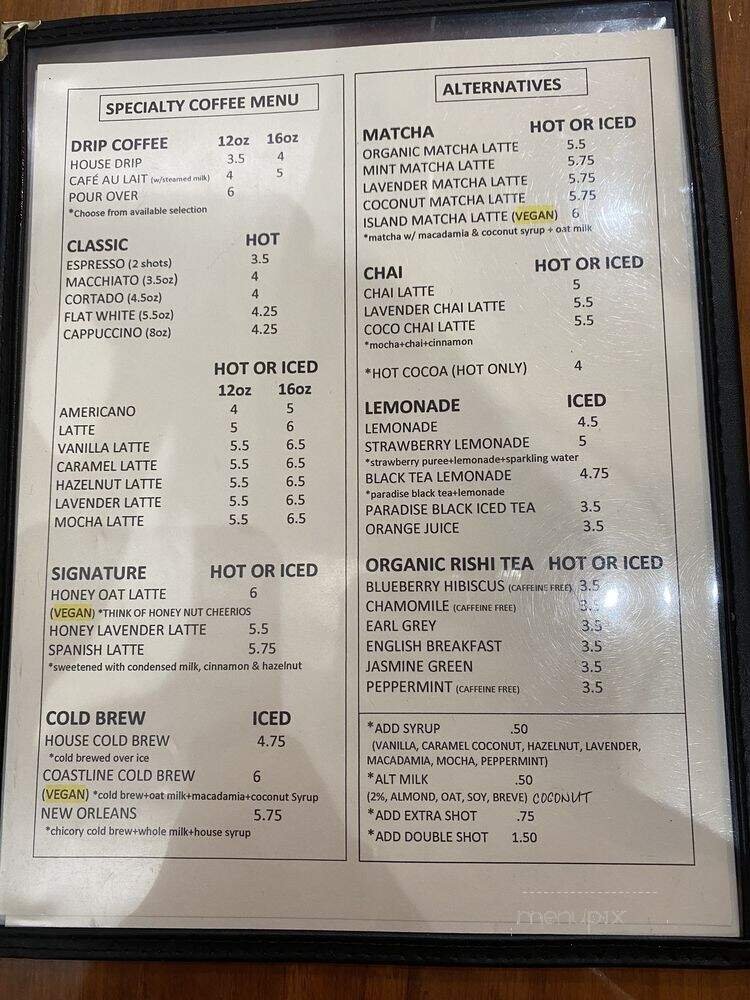 SPECIALTY COFFEE MENU
DRIP COFFEE 12oz 16oz
HOUSE DRIP 3.5 4
CAFÉ AU LAIT (w/steamed milk) 4 5
POUR OVER 6
*Choose from available selection
CLASSIC HOT
ESPRESSO (2 shots) 3.5
MACCHIATO (3.5oz) 4
CORTADO (4.5oz) 4
FLAT WHITE (5.5oz) 4.25
CAPPUCCINO (8oz) 4.25
HOT OR ICED
12oz 16oz
AMERICANO 4 5
LATTE 5 6
VANILLA LATTE 5.5 6.5
CARAMEL LATTE 5.5 6.5
HAZELNUT LATTE 5.5 6.5
LAVENDER LATTE 5.5 6.5
MOCHA LATTE 5.5 6.5
SIGNATURE HOT OR ICED
HONEY OAT LATTE 6
(VEGAN) *THINK OF HONEY NUT CHEERIOS
HONEY LAVENDER LATTE 5.5
SPANISH LATTE 5.75
*sweetened with condensed milk, cinnamon & hazelnut
COLD BREW ICED
HOUSE COLD BREW 4.75
*cold brewed over ice
COASTLINE COLD BREW 6
(VEGAN) *cold brew+oat milk+macadamia+coconut Syrup
NEW ORLEANS 5.75
*chicory cold brew+whole milk+house syrup
ALTERNATIVES
MATCHA HOT OR ICED
ORGANIC MATCHA LATTE 5.5
MINT MATCHA LATTE 5.75
LAVENDER MATCHA LATTE 5.75
COCONUT MATCHA LATTE 5.75
ISLAND MATCHA LATTE (VEGAN) 6
*matcha w/ macadamia & coconut syrup + oat milk
CHAI HOT OR ICED
CHAI LATTE 5
LAVENDER CHAI LATTE 5.5
COCO CHAI LATTE 5.5
*mocha+chai+cinnamon
*HOT COCOA (HOT ONLY) 4
LEMONADE ICED
LEMONADE 4.5
STRAWBERRY LEMONADE 5
*strawberry puree+lemonade+sparkling water
BLACK TEA LEMONADE 4.75
*paradise black tea+lemonade
PARADISE BLACK ICED TEA 3.5
ORANGE JUICE 3.5
ORGANIC RISHI TEA HOT OR ICED
BLUEBERRY HIBISCUS (CAFFEINE FREE) 3.5
CHAMOMILE (CAFFEINE FREE)
EARL GREY 3.5
ENGLISH BREAKFAST 3.5
JASMINE GREEN 3.5
PEPPERMINT (CAFFEINE FREE) 3.5
*ADD SYRUP .50
(VANILLA, CARAMEL COCONUT, HAZELNUT, LAVENDER,
MACADAMIA, MOCHA, PEPPERMINT)
*ALT MILK .50
(2%, ALMOND, OAT, SOY, BREVE) COCONUT
*ADD EXTRA SHOT .75
*ADD DOUBLE SHOT 1.50
menupix